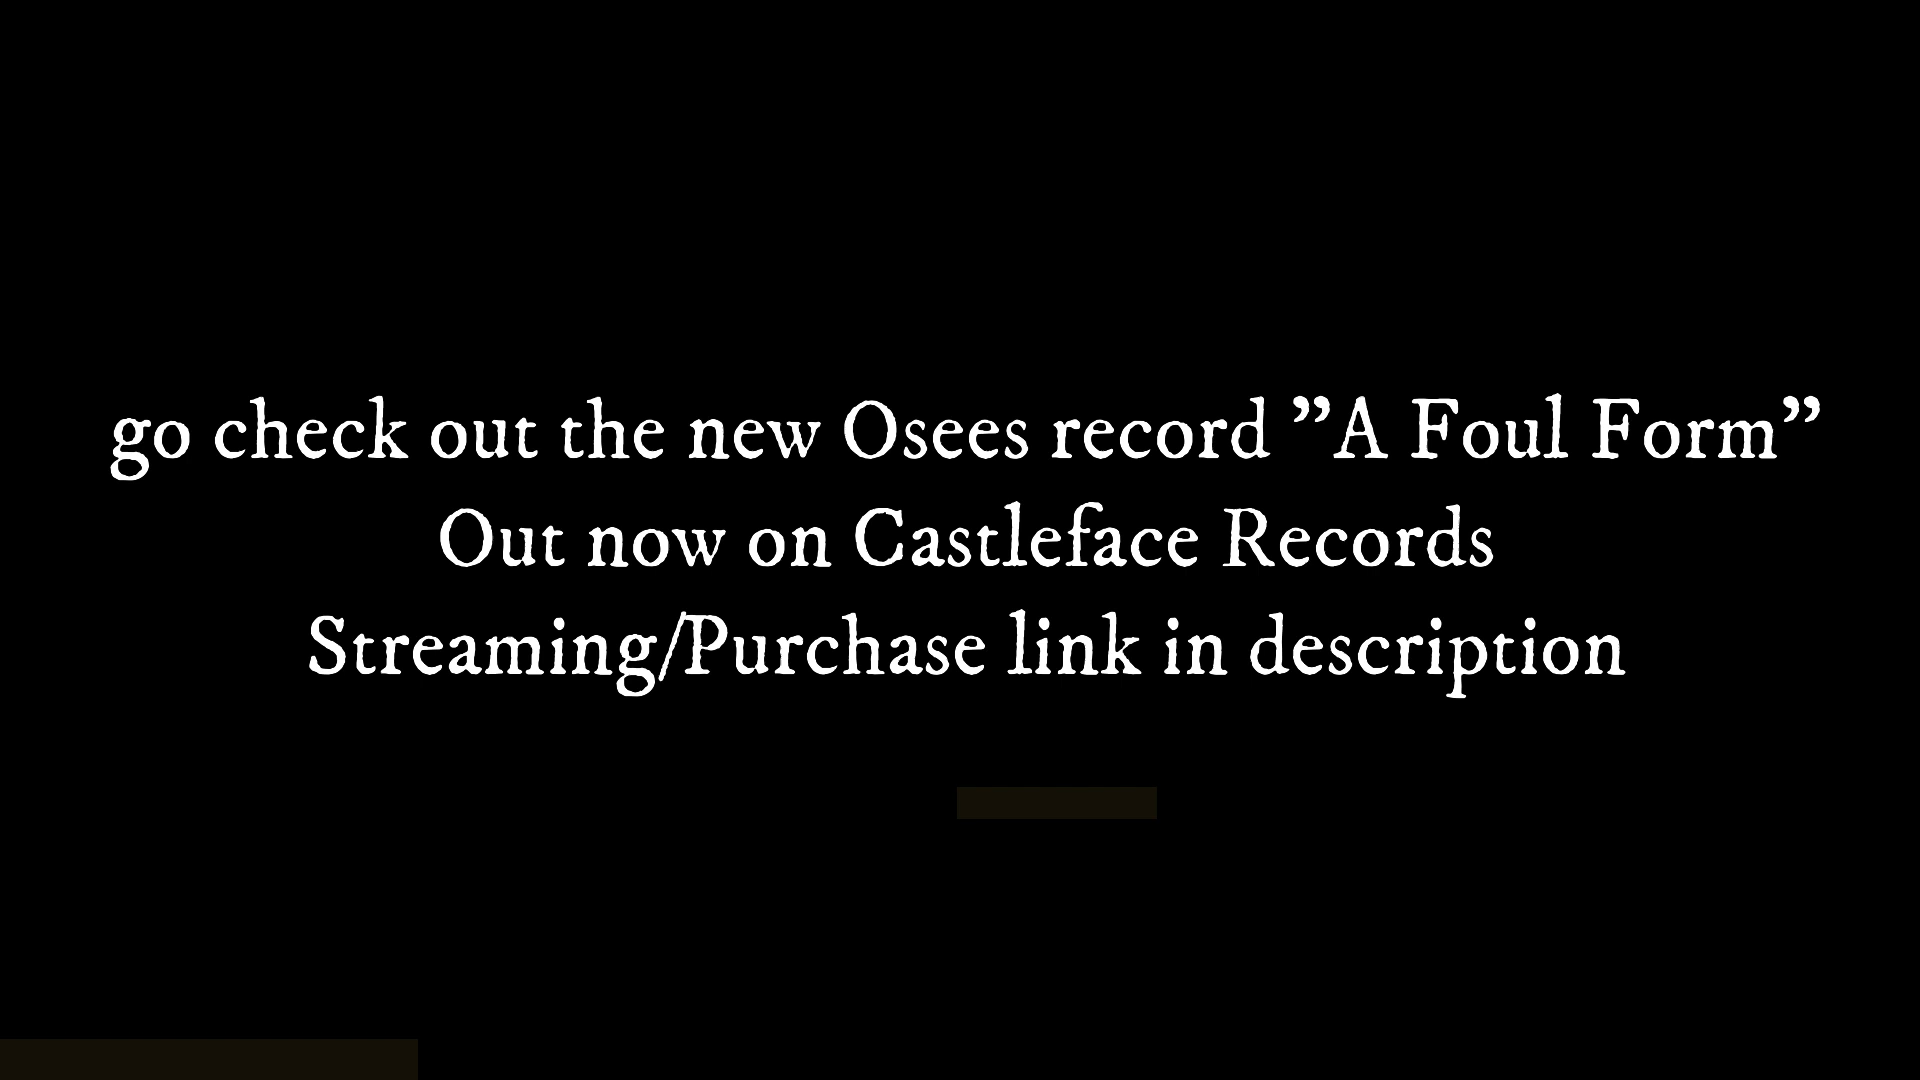 go check out the new Osees record ”A Foul Form”
Out now on Castleface Records
Streaming/Purchase link in description